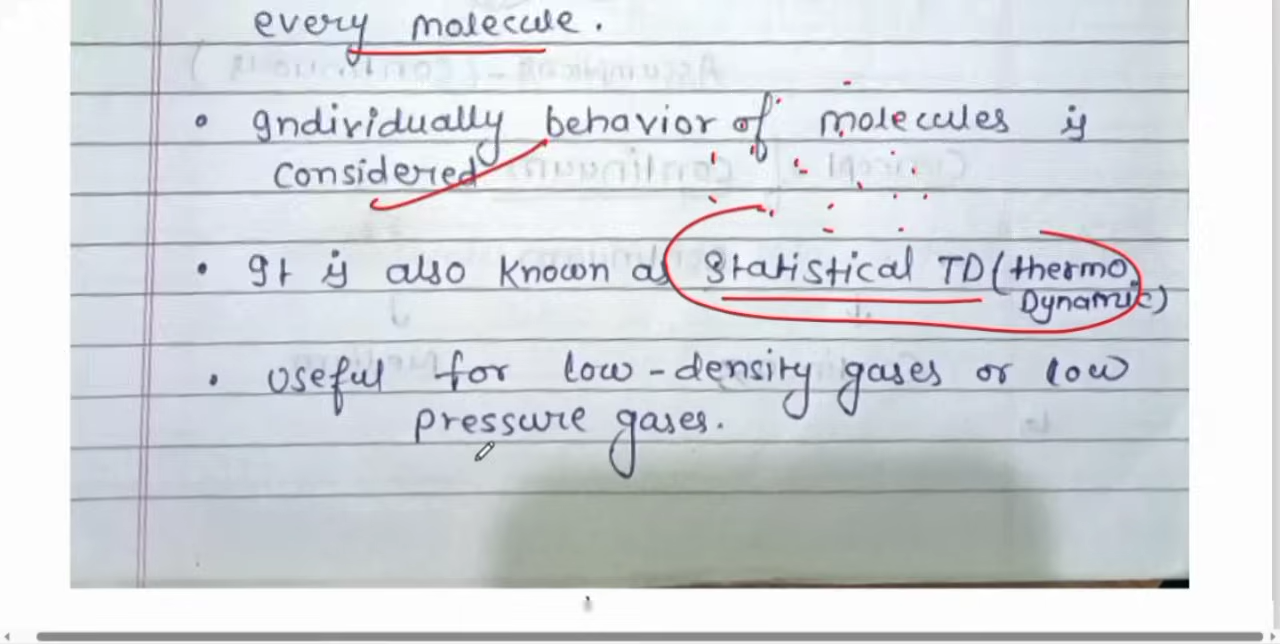 every molecule.
• Individually behavior of molecules is
considered
• It is also known as Statistical TD (thermo
Dynamic)
• Useful for low-density gases or low
pressure gases.